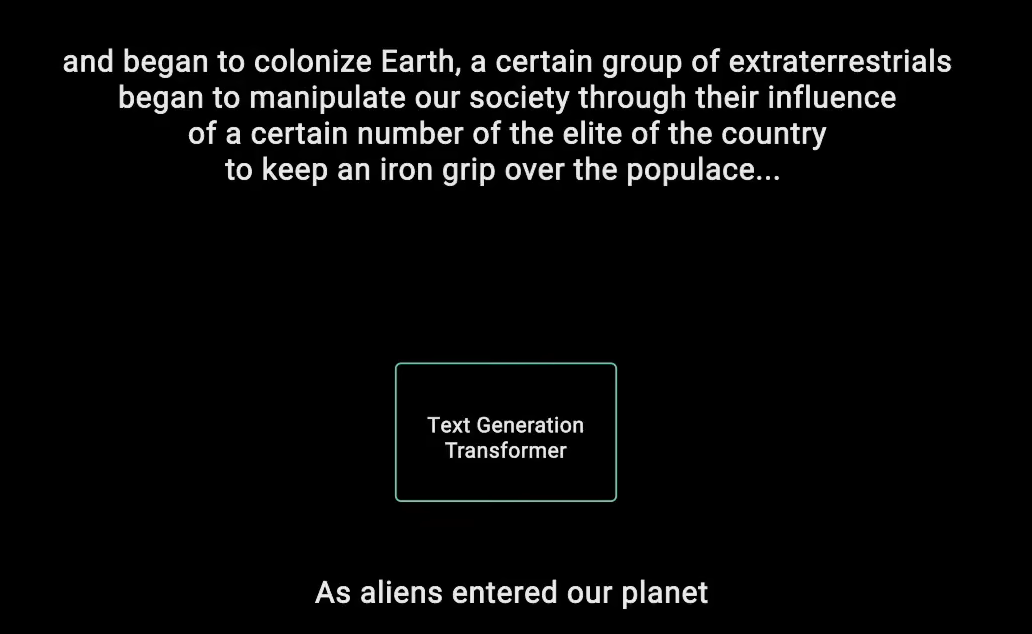 and began to colonize Earth, a certain group of extraterrestrials
began to manipulate our society through their influence
of a certain number of the elite of the country
to keep an iron grip over the populace...
Text Generation
Transformer
As aliens entered our planet